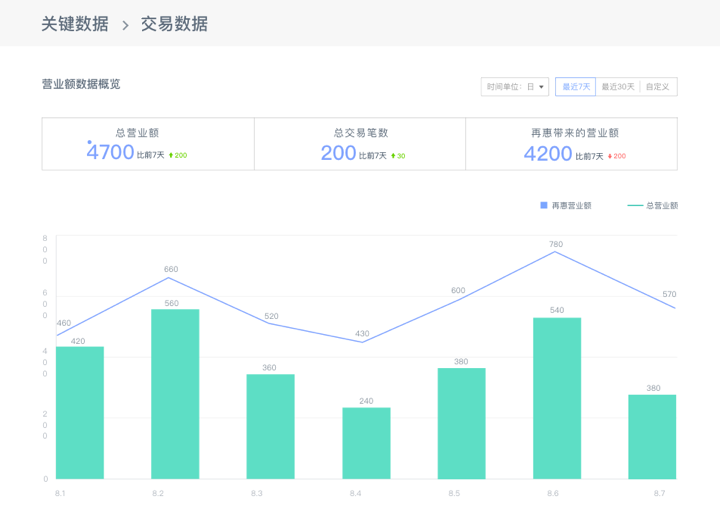 关键数据 > 交易数据
营业额数据概览
时间单位：日
最近7天 最近30天 自定义
总营业额
4700 比前7天 200
总交易笔数
200 比前7天 30
再惠带来的营业额
4200 比前7天 200
再惠营业额 总营业额
800
600
400
200
0
460
660
520
430
600
780
570
420
560
360
240
380
540
380
8.1 8.2 8.3 8.4 8.5 8.6 8.7